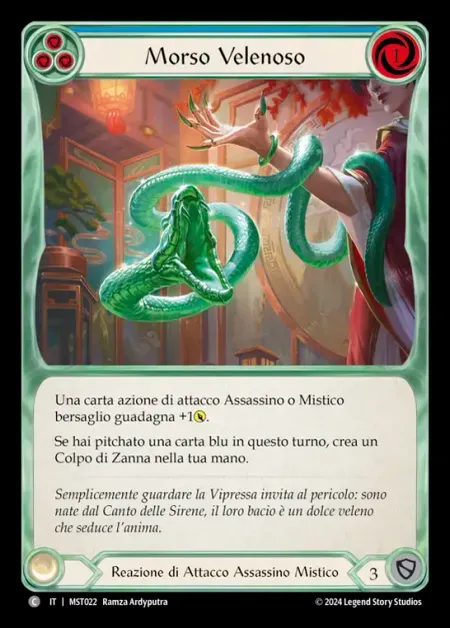 Morso Velenoso
1
Una carta azione di attacco Assassino o Mistico
bersaglio guadagna +1.
Se hai pitchato una carta blu in questo turno, crea un
Colpo di Zanna nella tua mano.
Semplicemente guardare la Vipressa invita al pericolo: sono
nate dal Canto delle Sirene, il loro bacio è un dolce veleno
che seduce l'anima.
Reazione di Attacco Assassino Mistico
3
C IT | MST022 Ramza Ardyputra
© 2024 Legend Story Studios